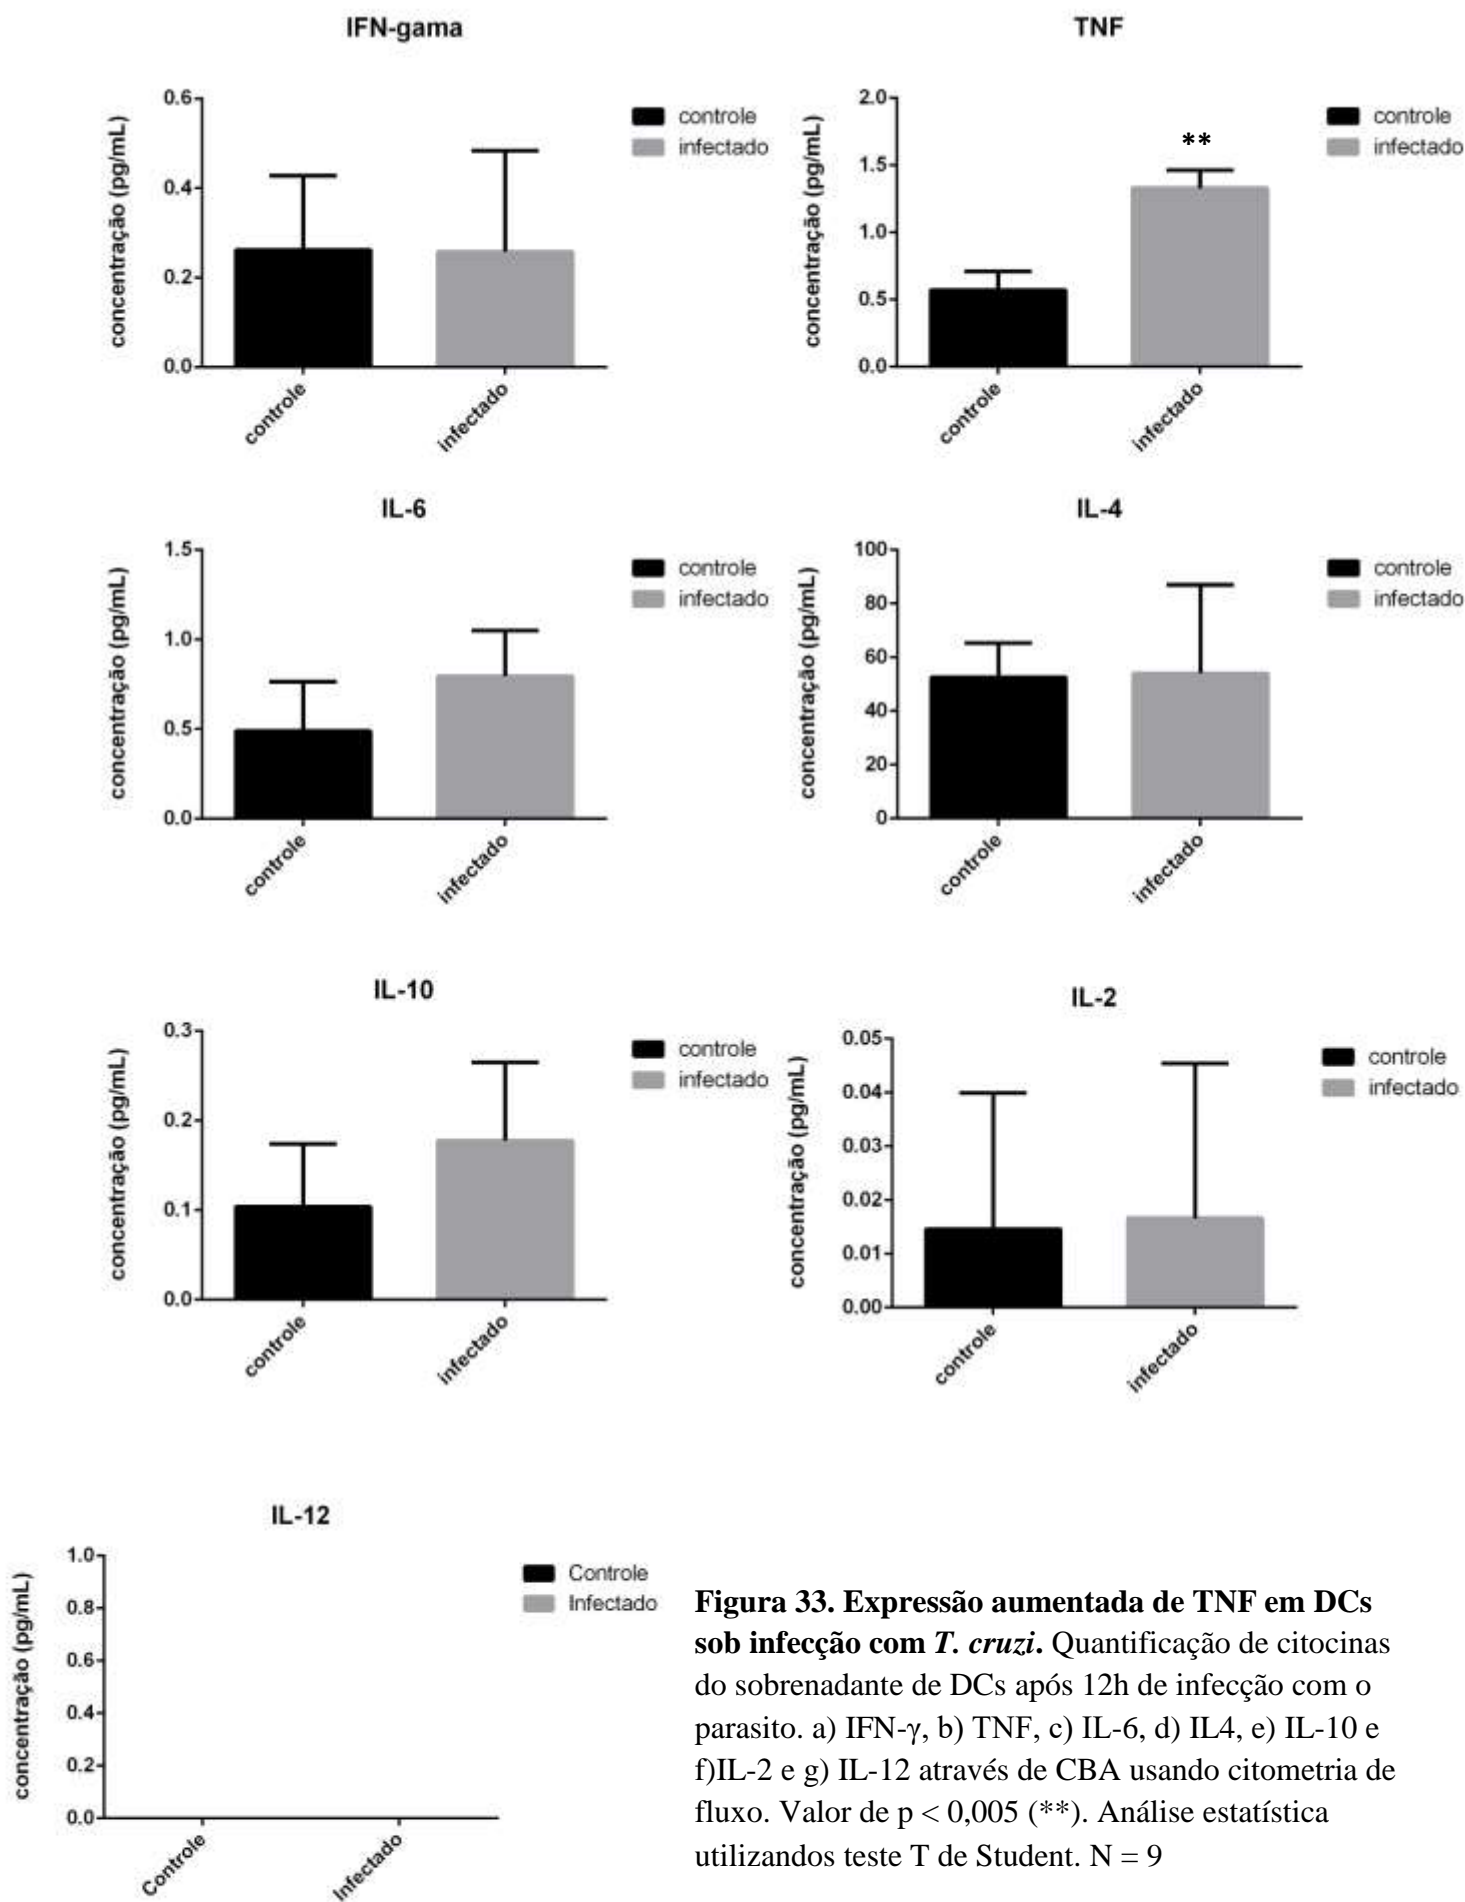 IFN-gama
concentração (pg/mL)
0.6
0.4
0.2
0.0
controle
infectado
controle
infectado
TNF
concentração (pg/mL)
2.0
1.5
1.0
0.5
0.0
**
controle
infectado
controle
infectado
IL-6
concentração (pg/mL)
1.5
1.0
0.5
0.0
controle
infectado
controle
infectado
IL-4
concentração (pg/mL)
100
80
60
40
20
0
controle
infectado
controle
infectado
IL-10
concentração (pg/mL)
0.3
0.2
0.1
0.0
controle
infectado
controle
infectado
IL-2
concentração (pg/mL)
0.05
0.04
0.03
0.02
0.01
0.00
controle
infectado
controle
infectado
IL-12
concentração (pg/mL)
1.0
0.8
0.6
0.4
0.2
0.0
Controle
Infectado
Controle
Infectado
Figura 33. Expressão aumentada de TNF em DCs
sob infecção com T. cruzi. Quantificação de citocinas
do sobrenadante de DCs após 12h de infecção com o
parasito. a) IFN-γ, b) TNF, c) IL-6, d) IL4, e) IL-10 e
f)IL-2 e g) IL-12 através de CBA usando citometria de
fluxo. Valor de p < 0,005 (**). Análise estatística
utilizandos teste T de Student. N = 9